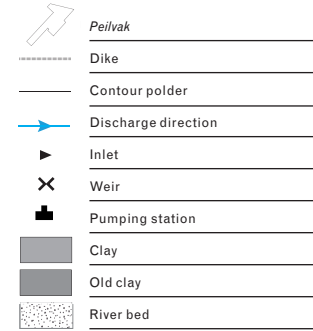 Peilvak
Dike
Contour polder
Discharge direction
Inlet
Weir
Pumping station
Clay
Old clay
River bed